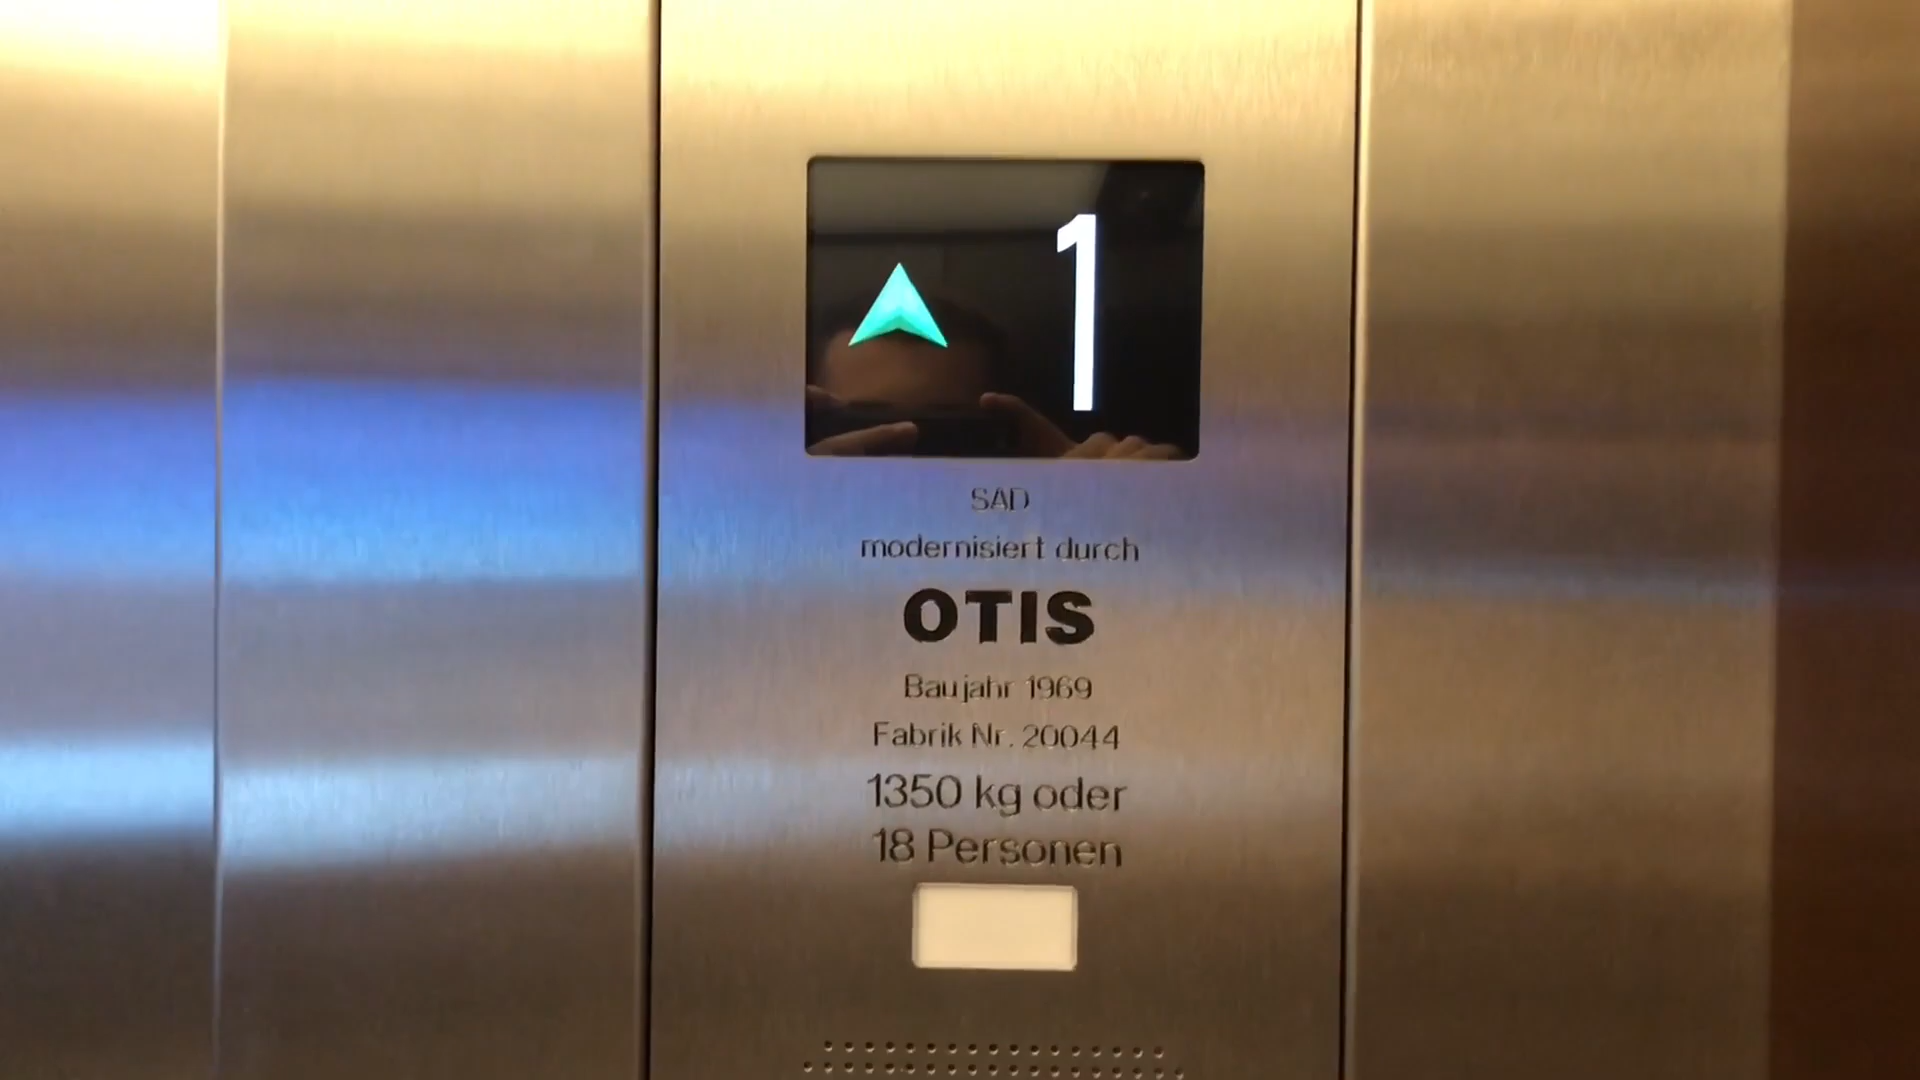 1
SAD
modernisiert durch
OTIS
Baujahr 1969
Fabrik Nr. 20044
1350 kg oder
18 Personen